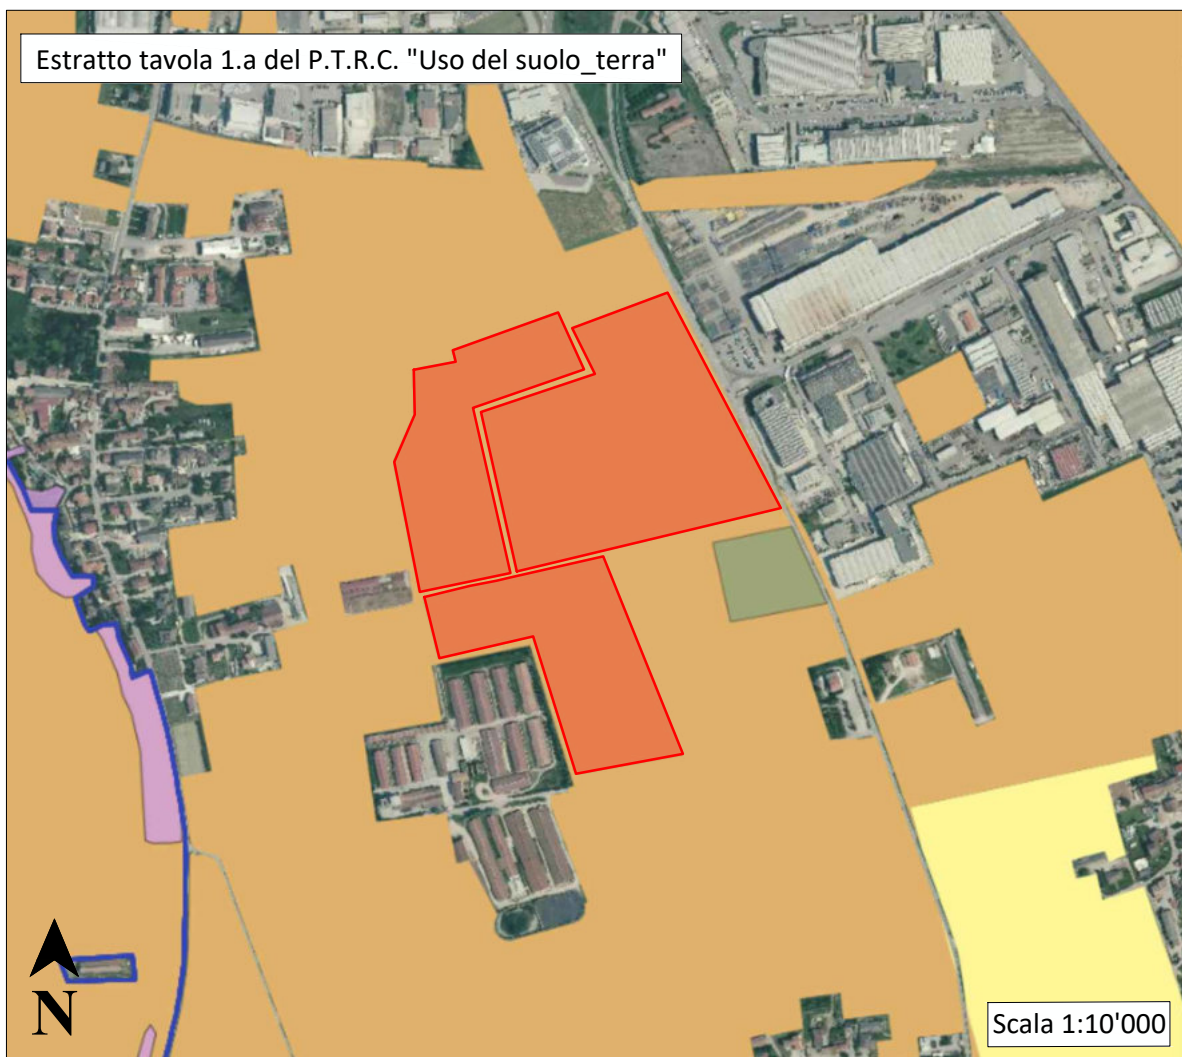 Estratto tavola 1.a del P.T.R.C. "Uso del suolo_terra"
N
Scala 1:10'000